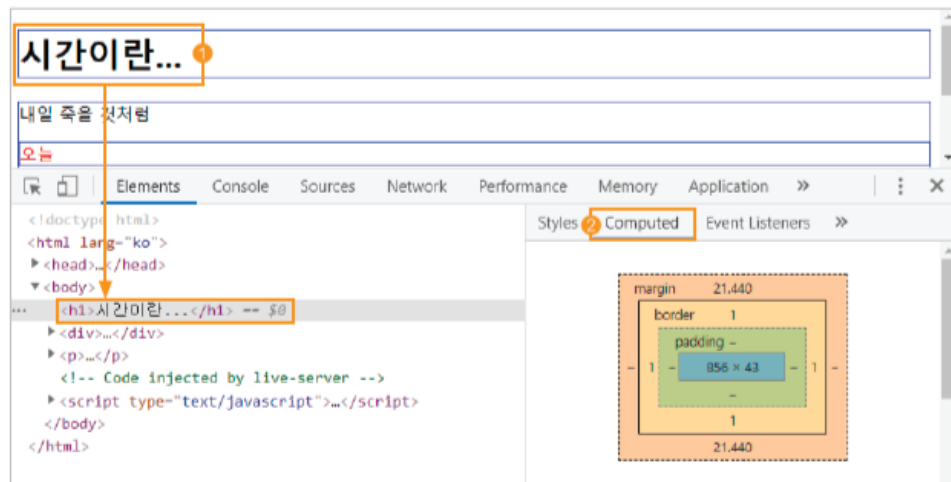 시간이란... 1
내일 죽을 것처럼
오늘
Elements Console Sources Network Performance Memory Application »
<!doctype html>
<html lang="ko">
<head>…</head>
<body>
<h1>시간이란...</h1> == $0
<div>…</div>
<p>…</p>
<!-- Code injected by live-server -->
<script type="text/javascript">…</script>
</body>
</html>
Styles 2 Computed Event Listeners »
margin 21.440
border 1
padding –
– 1 – 856 × 43 – 1 –
–
1
21.440